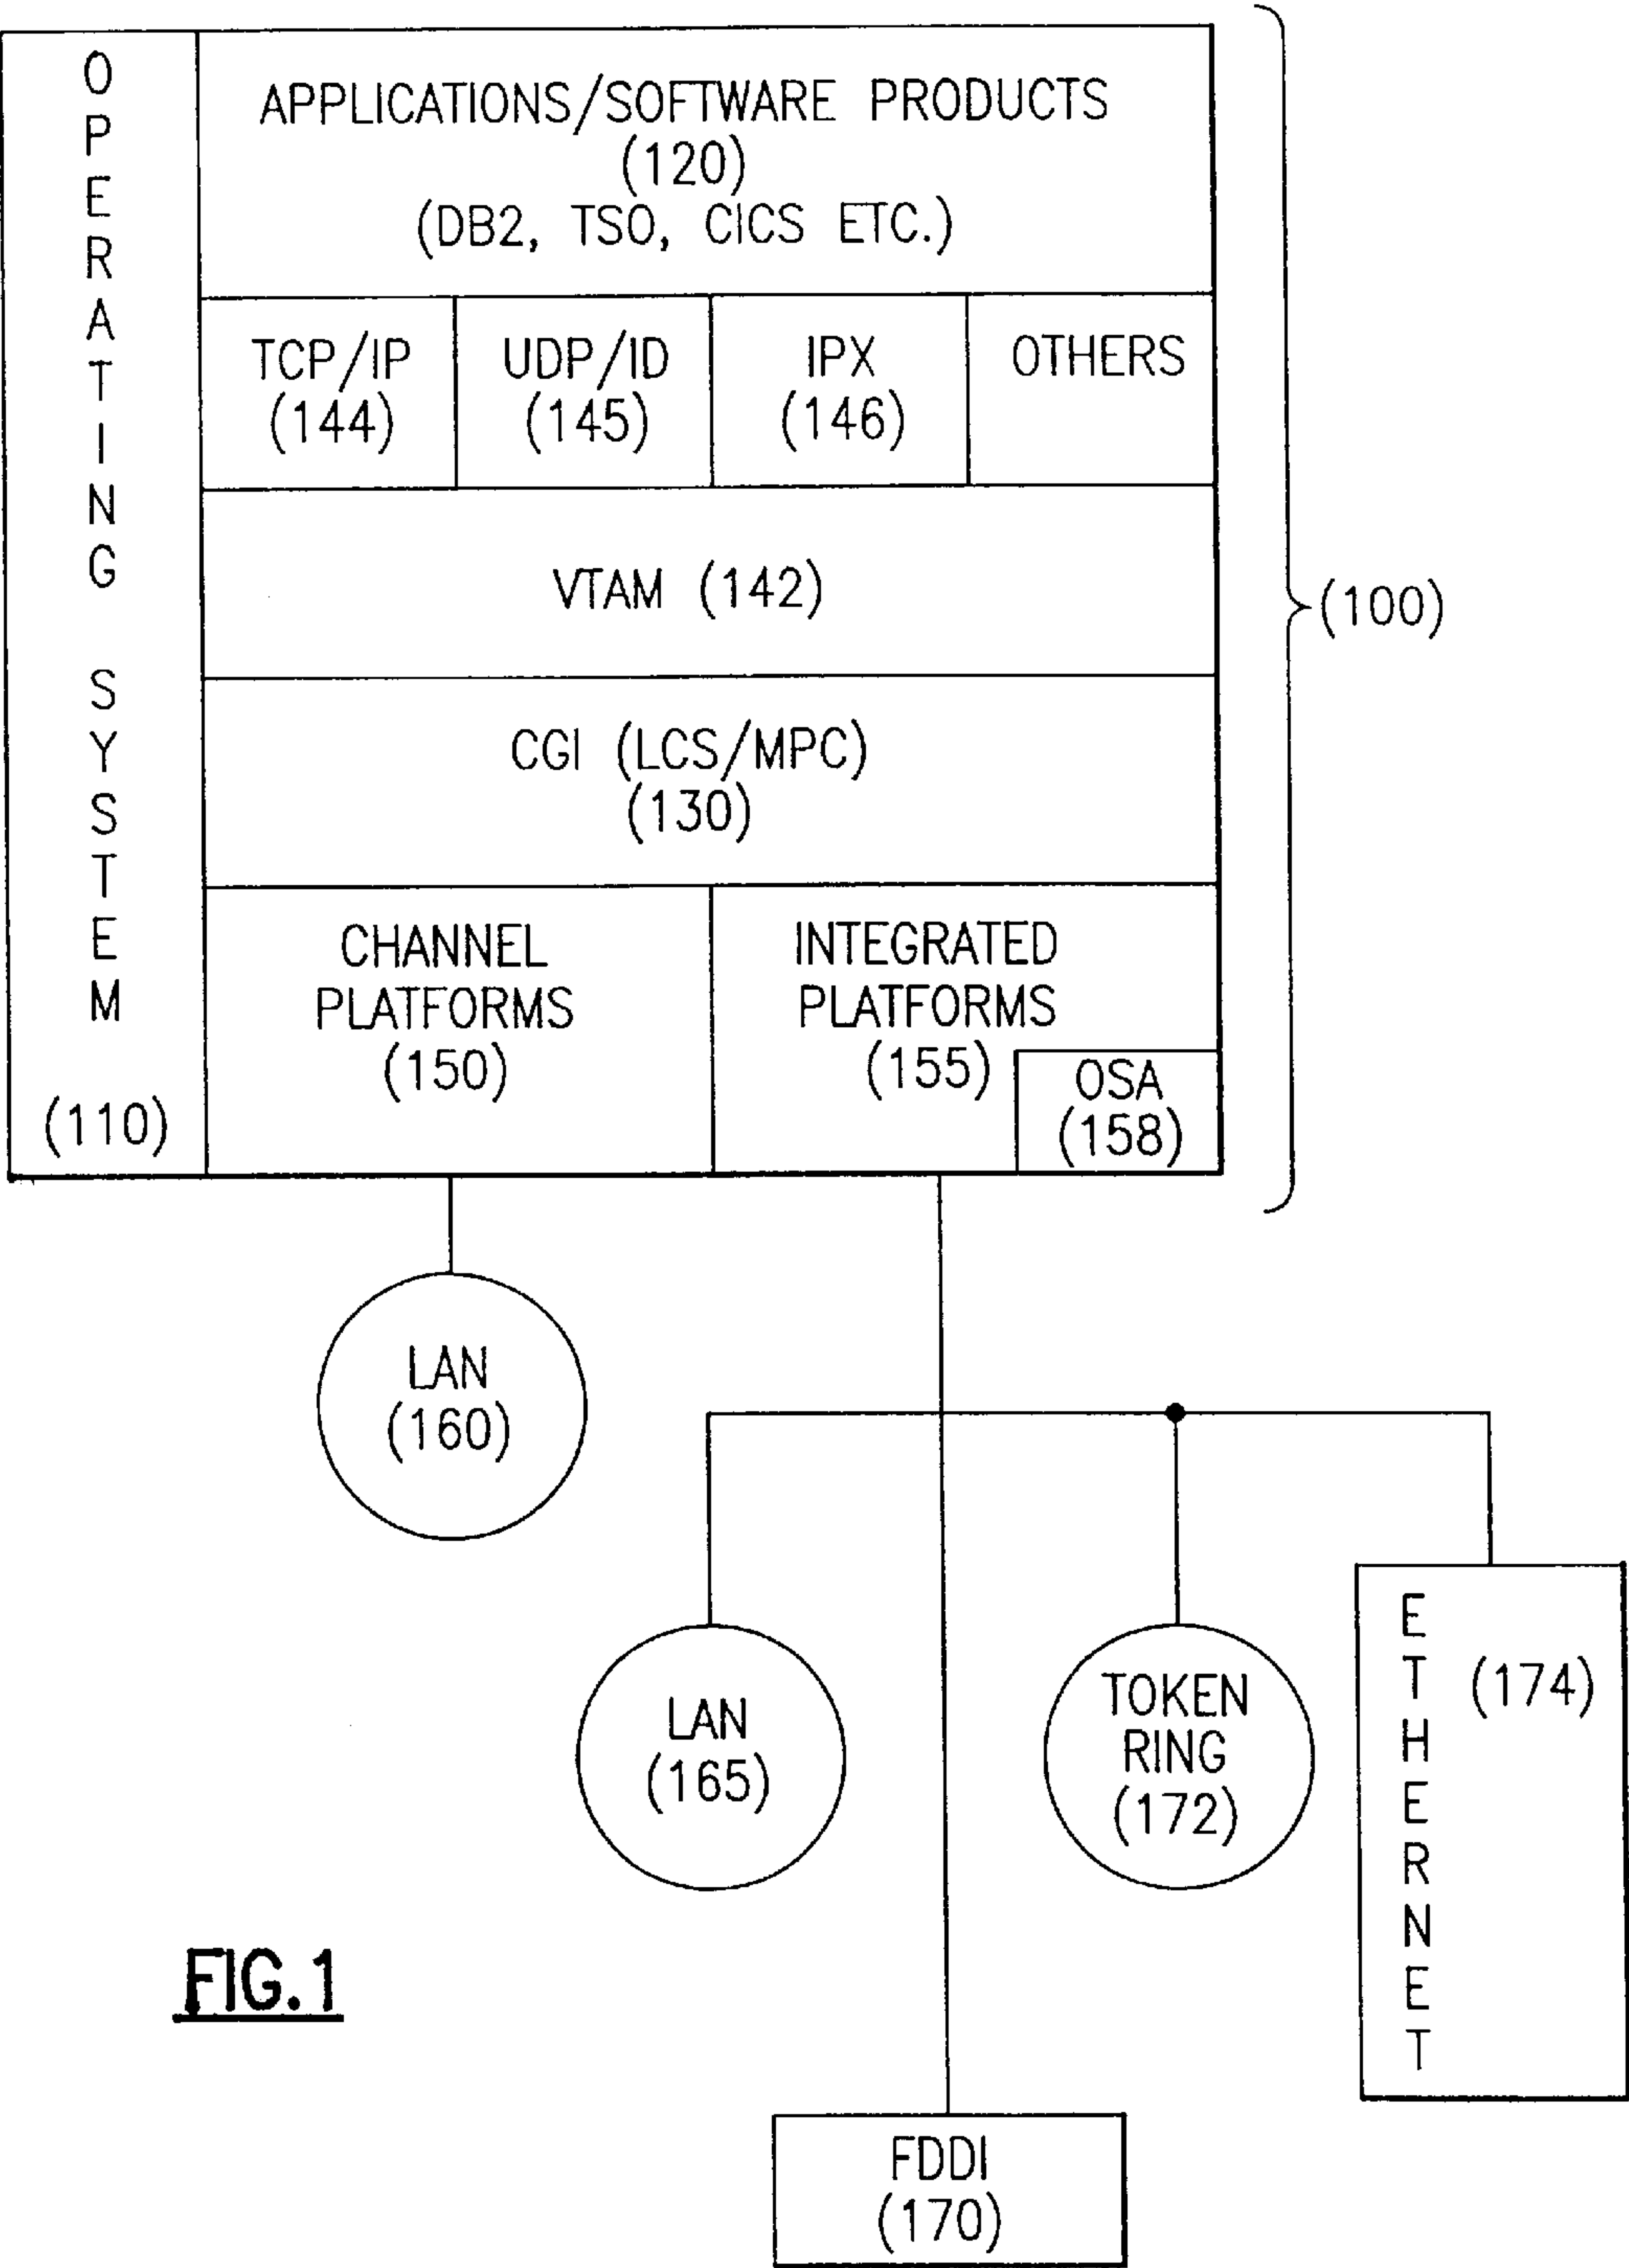 OPERATING SYSTEM
(110)
APPLICATIONS/SOFTWARE PRODUCTS
(120)
(DB2, TSO, CICS ETC.)
TCP/IP
(144)
UDP/ID
(145)
IPX
(146)
OTHERS
VTAM (142)
CGI (LCS/MPC)
(130)
CHANNEL
PLATFORMS
(150)
INTEGRATED
PLATFORMS
(155)
OSA
(158)
(100)
LAN
(160)
LAN
(165)
TOKEN
RING
(172)
ETHERNET
(174)
FDDI
(170)
FIG.1